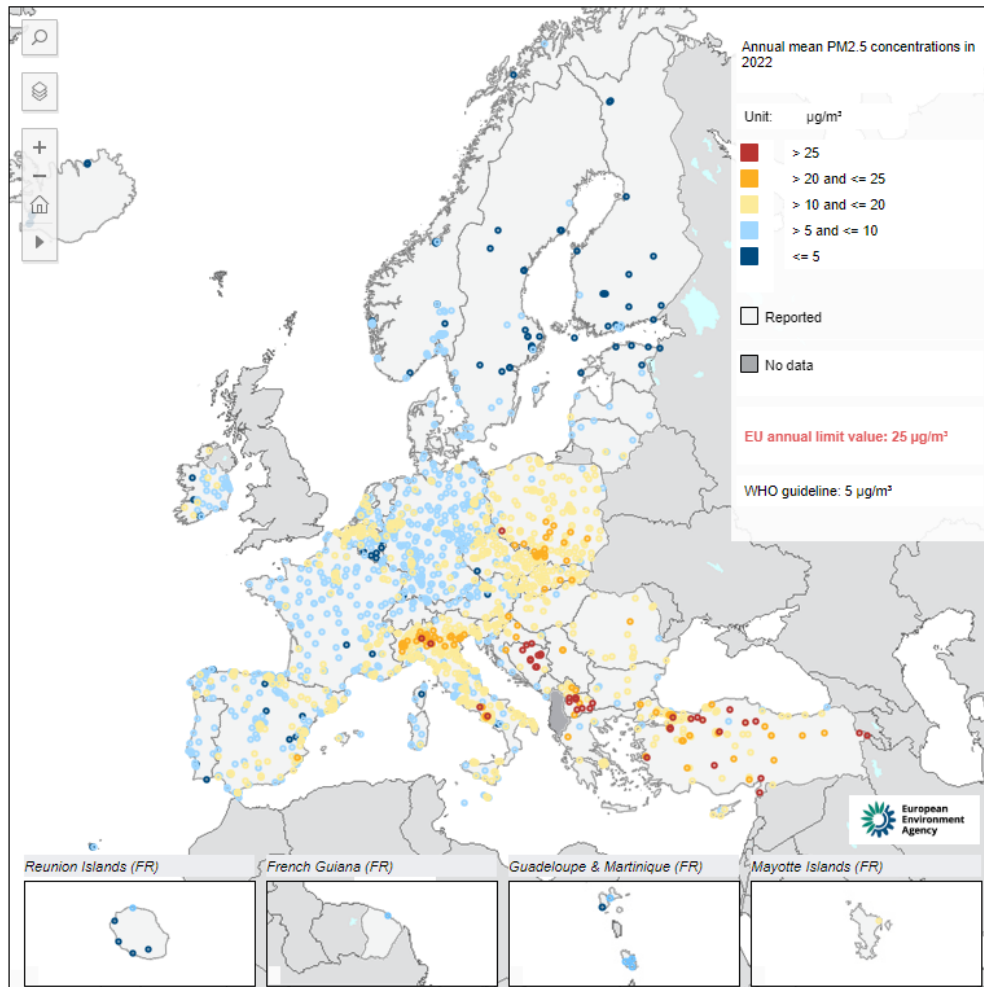 Annual mean PM2.5 concentrations in
2022
Unit: µg/m³
> 25
> 20 and <= 25
> 10 and <= 20
> 5 and <= 10
<= 5
Reported
No data
EU annual limit value: 25 µg/m³
WHO guideline: 5 µg/m³
European
Environment
Agency
Reunion Islands (FR)
French Guiana (FR)
Guadeloupe & Martinique (FR)
Mayotte Islands (FR)